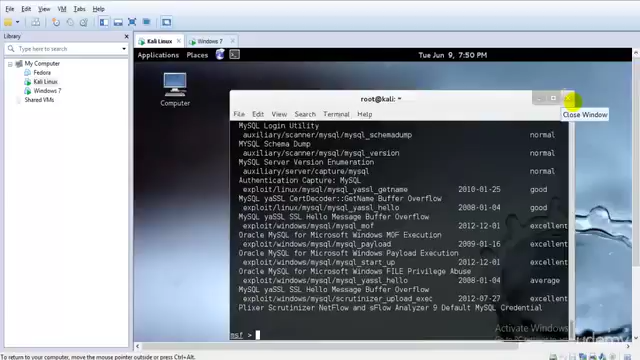 File Edit View VM Tabs Help
Library
Type here to search
My Computer
Fedora
Kali Linux
Windows 7
Shared VMs
Kali Linux
Windows 7
Applications Places
Tue Jun 9, 7:50 PM
Computer
root@kali: ~
Close Window
File Edit View Search Terminal Help
MySQL Login Utility
auxiliary/scanner/mysql/mysql_schemadump normal
MySQL Schema Dump
auxiliary/scanner/mysql/mysql_version normal
MySQL Server Version Enumeration
auxiliary/server/capture/mysql normal
Authentication Capture: MySQL
exploit/linux/mysql/mysql_yassl_getname 2010-01-25 good
MySQL yaSSL CertDecoder::GetName Buffer Overflow
exploit/linux/mysql/mysql_yassl_hello 2008-01-04 good
MySQL yaSSL SSL Hello Message Buffer Overflow
exploit/windows/mysql/mysql_mof 2012-12-01 excellent
Oracle MySQL for Microsoft Windows MOF Execution
exploit/windows/mysql/mysql_payload 2009-01-16 excellent
Oracle MySQL for Microsoft Windows Payload Execution
exploit/windows/mysql/mysql_start_up 2012-12-01 excellent
Oracle MySQL for Microsoft Windows FILE Privilege Abuse
exploit/windows/mysql/mysql_yassl_hello 2008-01-04 average
MySQL yaSSL SSL Hello Message Buffer Overflow
exploit/windows/mysql/scrutinizer_upload_exec 2012-07-27 excellent
Plixer Scrutinizer NetFlow and sFlow Analyzer 9 Default MySQL Credential
msf >
Activate Windows
To return to your computer, move the mouse pointer outside or press Ctrl+Alt.